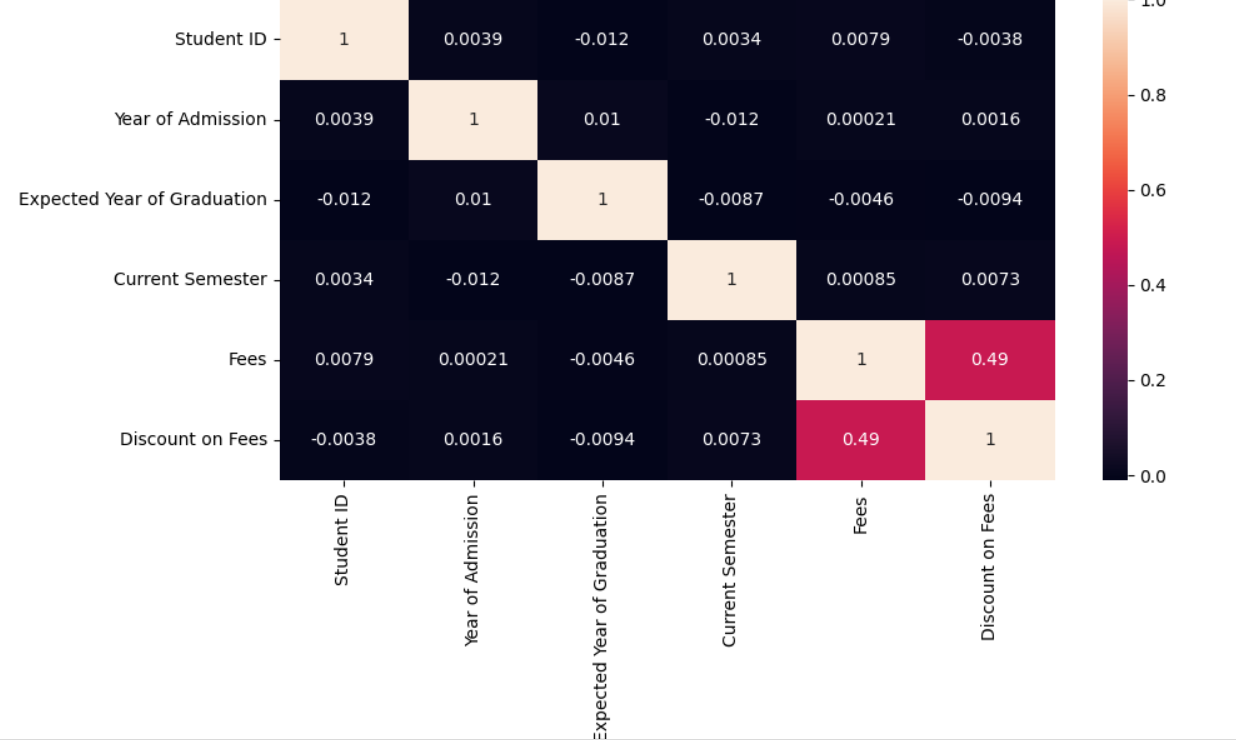 1.0
Student ID 1 0.0039 -0.012 0.0034 0.0079 -0.0038
Year of Admission 0.0039 1 0.01 -0.012 0.00021 0.0016
0.8
Expected Year of Graduation -0.012 0.01 1 -0.0087 -0.0046 -0.0094
0.6
Current Semester 0.0034 -0.012 -0.0087 1 0.00085 0.0073
0.4
Fees 0.0079 0.00021 -0.0046 0.00085 1 0.49
0.2
Discount on Fees -0.0038 0.0016 -0.0094 0.0073 0.49 1
0.0
Student ID
Year of Admission
Expected Year of Graduation
Current Semester
Fees
Discount on Fees